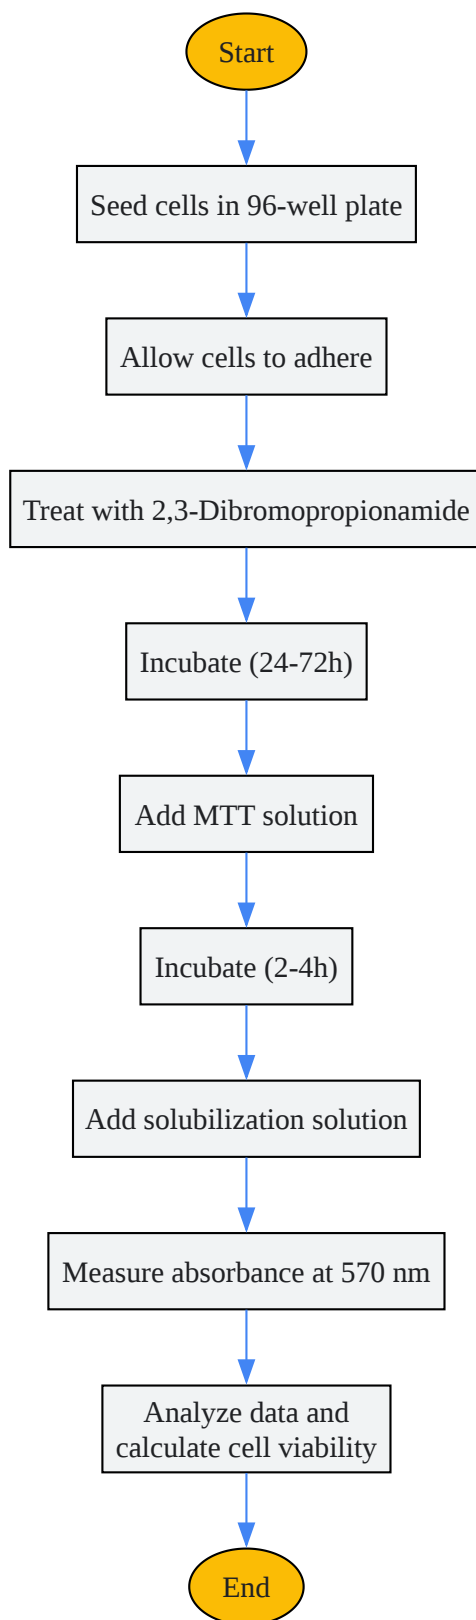 Start
Seed cells in 96-well plate
Allow cells to adhere
Treat with 2,3-Dibromopropionamide
Incubate (24-72h)
Add MTT solution
Incubate (2-4h)
Add solubilization solution
Measure absorbance at 570 nm
Analyze data and
calculate cell viability
End